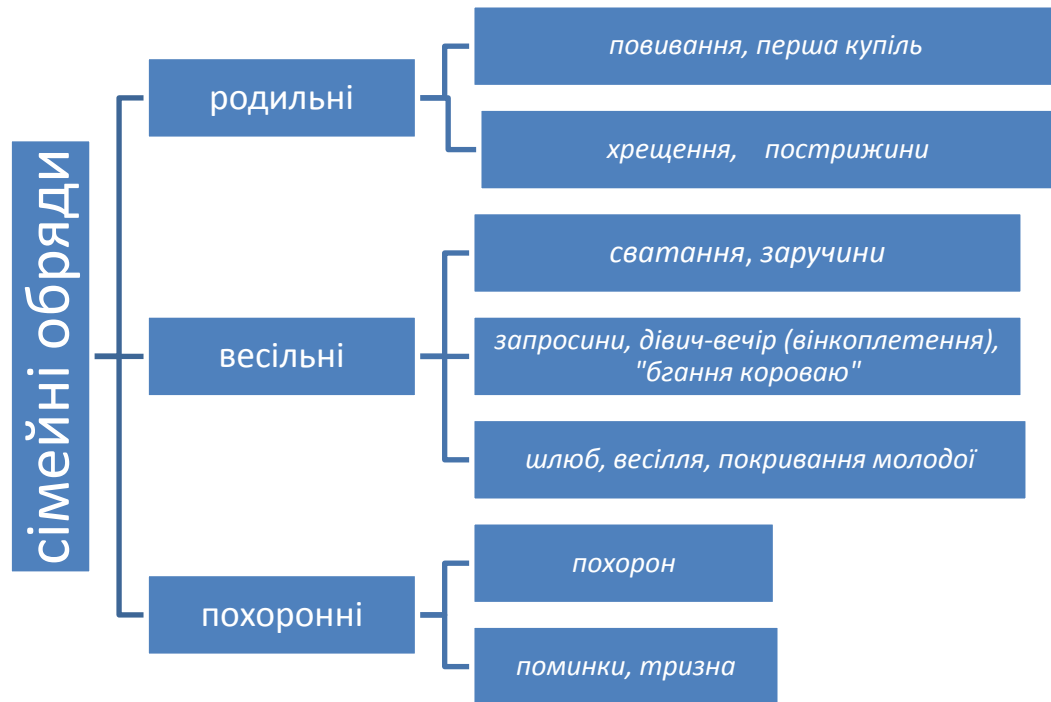 сімейні обряди
родильні
повивання, перша купіль
хрещення, пострижини
весільні
сватання, заручини
запросини, дівич-вечір (вінкоплетення),
"бгання короваю"
шлюб, весілля, покривання молодої
похоронні
похорон
поминки, тризна